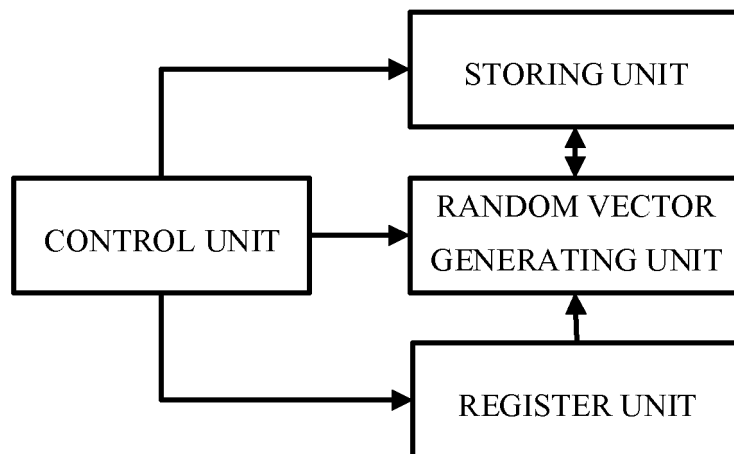 STORING UNIT
CONTROL UNIT
RANDOM VECTOR
GENERATING UNIT
REGISTER UNIT